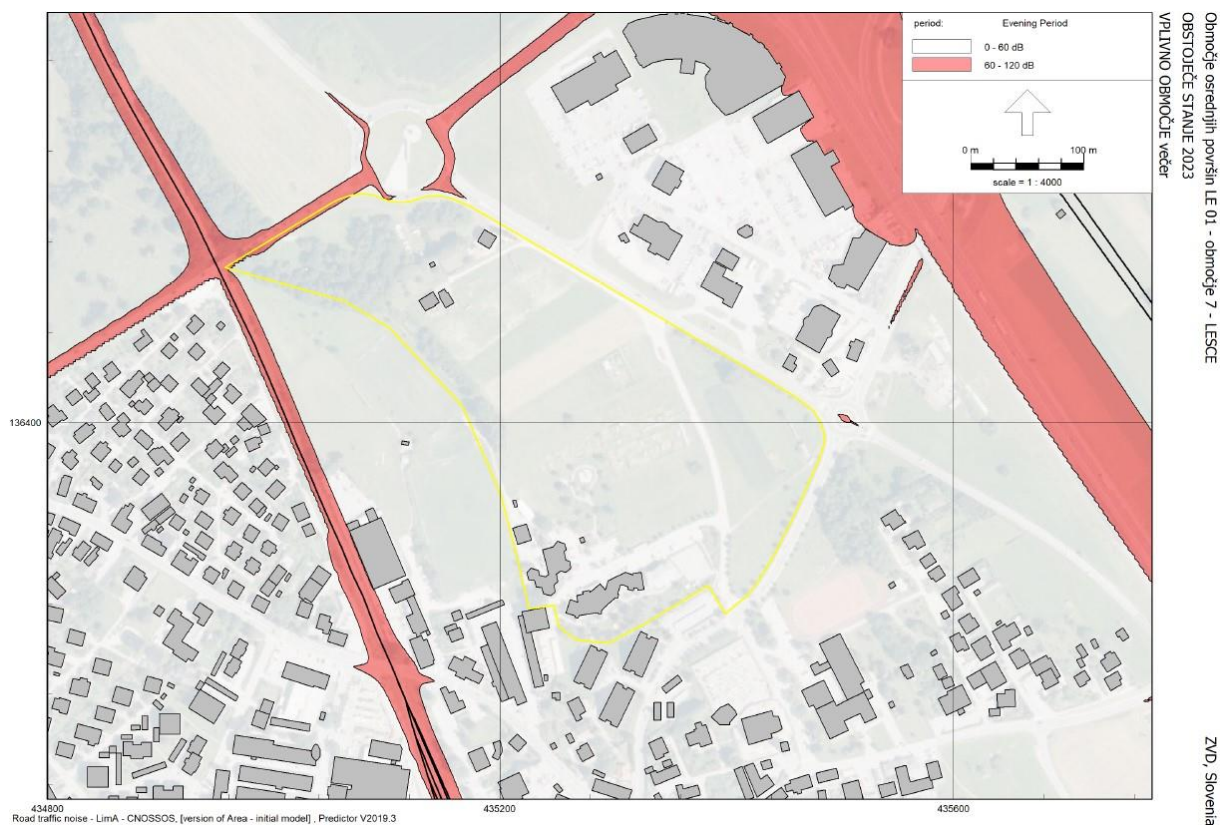 period: Evening Period
0 - 60 dB
60 - 120 dB
0 m 100 m
scale = 1 : 4000
Območje osrednjih površin LE 01 - območje 7 - LESCE
OBSTOJEČE STANJE 2023
VPLIVNO OBMOČJE večer
136400
434800 435200 435600
Road traffic noise - LimA - CNOSSOS, [version of Area - initial model] , Predictor V2019.3
ZVD, Slovenia